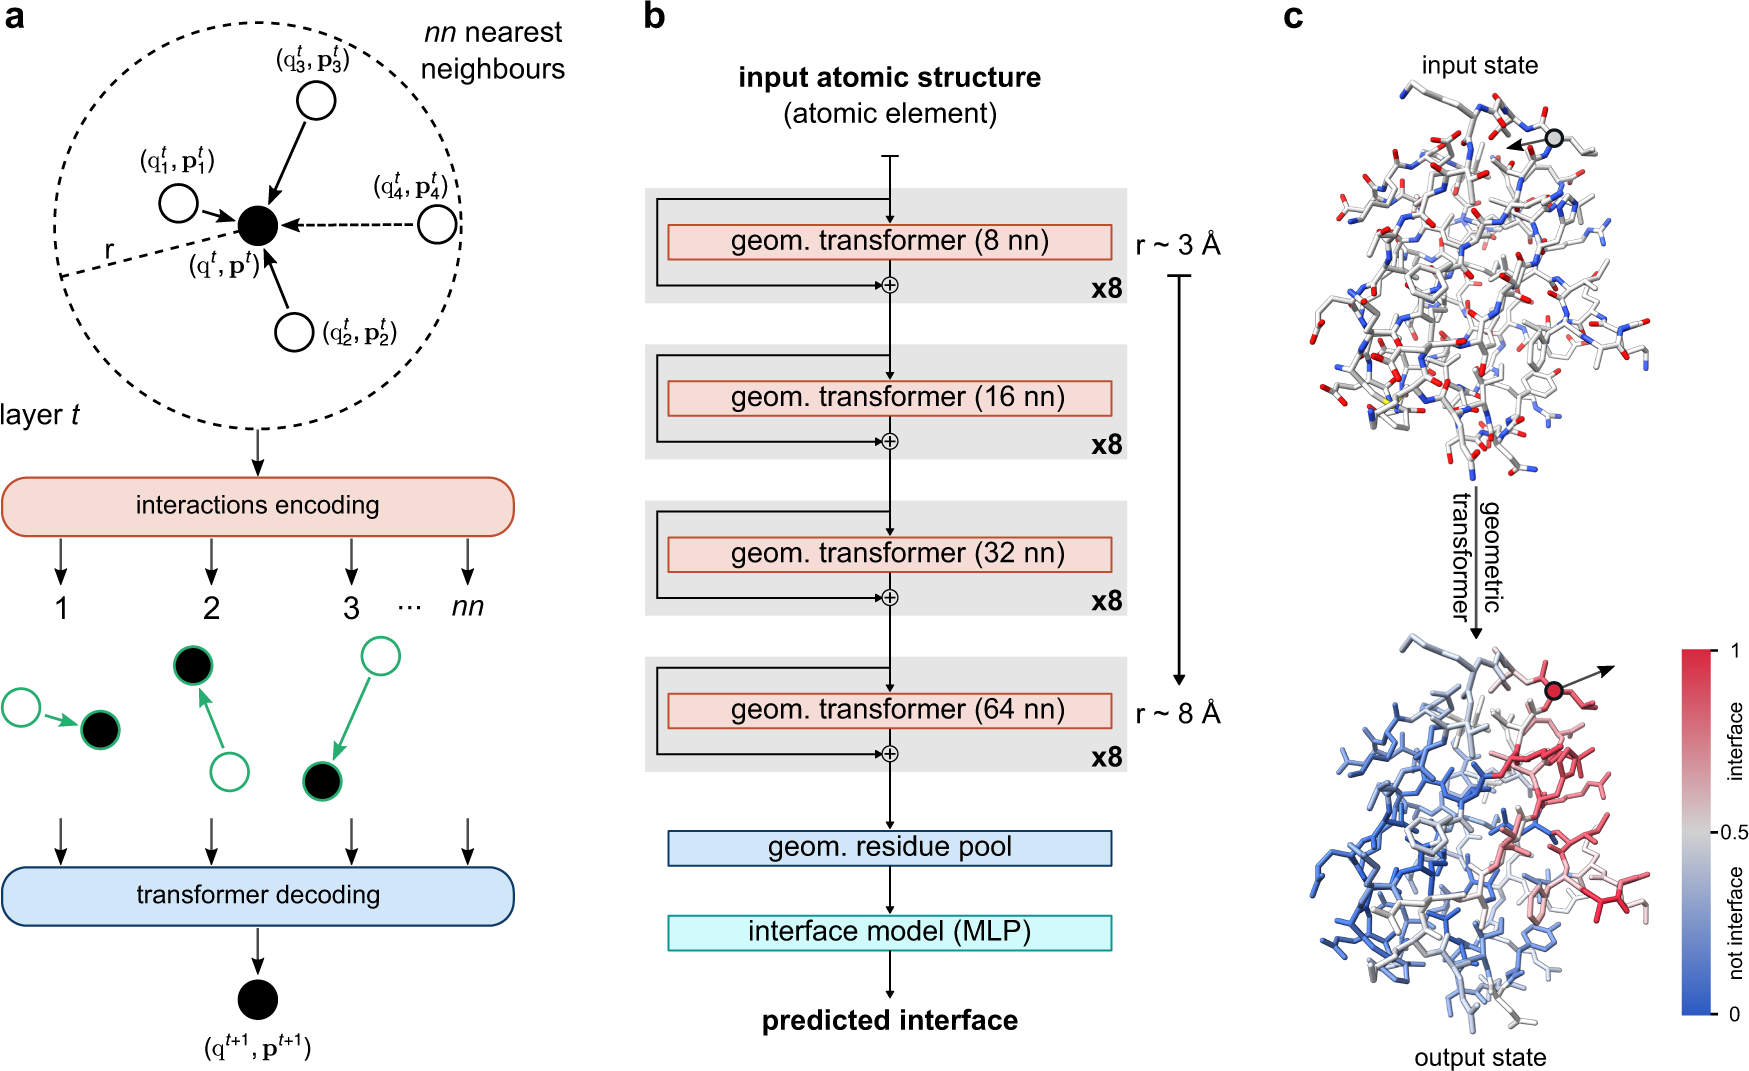 a
nn nearest
neighbours
(q₃ᵗ, p₃ᵗ)
(q₁ᵗ, p₁ᵗ)
(q₄ᵗ, p₄ᵗ)
r
(qᵗ, pᵗ)
(q₂ᵗ, p₂ᵗ)
layer t
interactions encoding
1 2 3 ... nn
transformer decoding
(qᵗ⁺¹, pᵗ⁺¹)
b
input atomic structure
(atomic element)
geom. transformer (8 nn)
r ~ 3 Å
x8
geom. transformer (16 nn)
x8
geom. transformer (32 nn)
x8
geom. transformer (64 nn)
r ~ 8 Å
x8
geom. residue pool
interface model (MLP)
predicted interface
c
input state
geometric
transformer
1
interface
0.5
not interface
0
output state